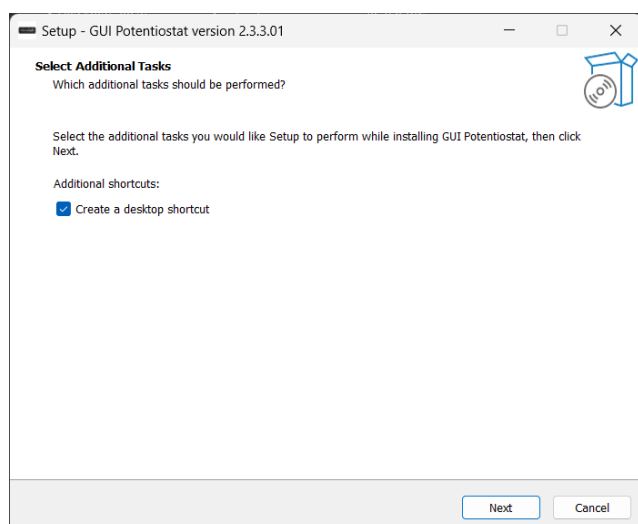 Setup - GUI Potentiostat version 2.3.3.01
Select Additional Tasks
Which additional tasks should be performed?
Select the additional tasks you would like Setup to perform while installing GUI Potentiostat, then click
Next.
Additional shortcuts:
Create a desktop shortcut
Next
Cancel